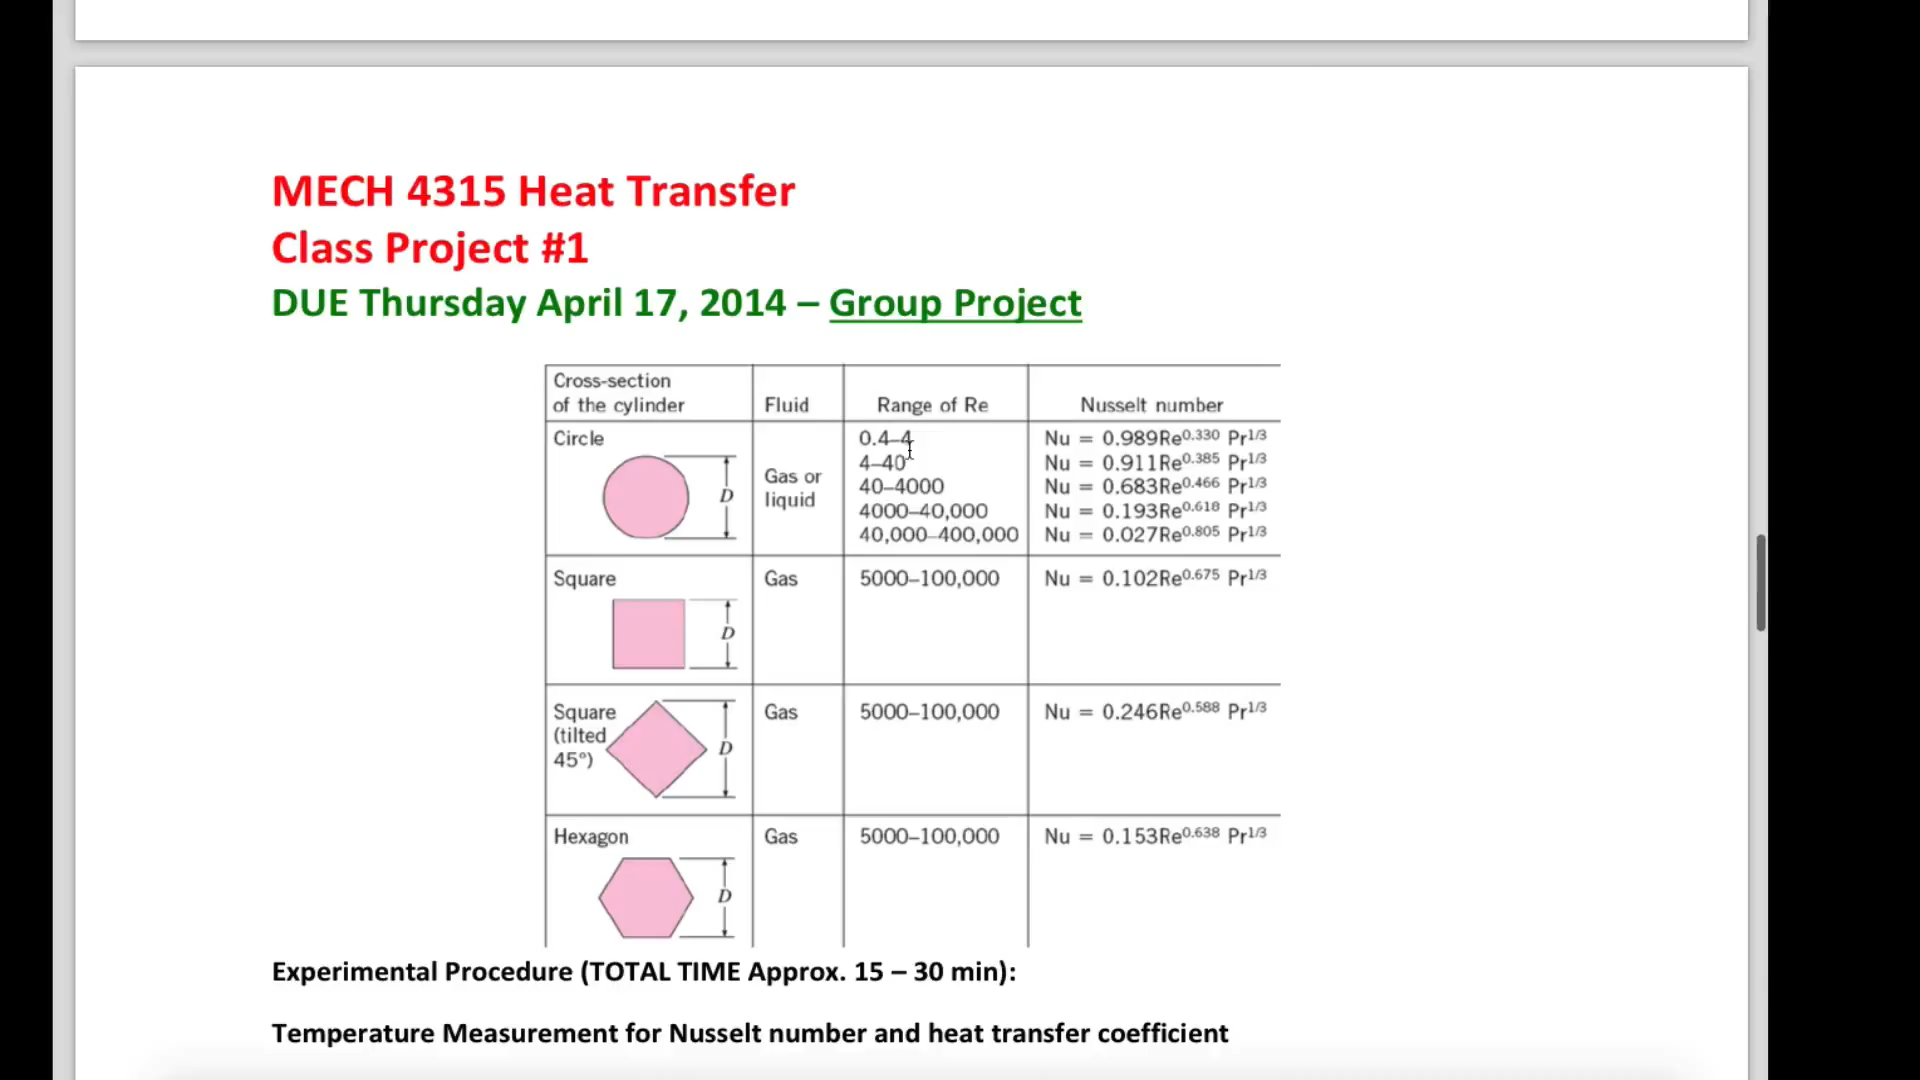 MECH 4315 Heat Transfer
Class Project #1
DUE Thursday April 17, 2014 – Group Project
Cross-section
of the cylinder
Fluid
Range of Re
Nusselt number
Circle
D
Gas or
liquid
0.4–4
4–40
40–4000
4000–40,000
40,000–400,000
Nu = 0.989Re^0.330 Pr^1/3
Nu = 0.911Re^0.385 Pr^1/3
Nu = 0.683Re^0.466 Pr^1/3
Nu = 0.193Re^0.618 Pr^1/3
Nu = 0.027Re^0.805 Pr^1/3
Square
D
Gas
5000–100,000
Nu = 0.102Re^0.675 Pr^1/3
Square
(tilted
45°)
D
Gas
5000–100,000
Nu = 0.246Re^0.588 Pr^1/3
Hexagon
D
Gas
5000–100,000
Nu = 0.153Re^0.638 Pr^1/3
Experimental Procedure (TOTAL TIME Approx. 15 – 30 min):
Temperature Measurement for Nusselt number and heat transfer coefficient